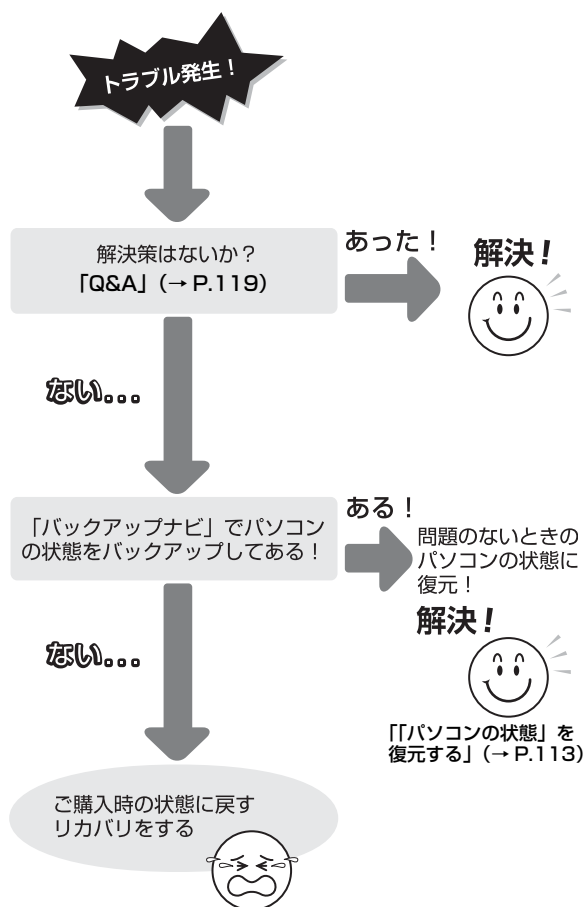 トラブル発生！
解決策はないか？
「Q&A」（→ P.119）
あった！
解決！
ない...
「バックアップナビ」でパソコン
の状態をバックアップしてある！
ある！
問題のないときの
パソコンの状態に
復元！
解決！
「「パソコンの状態」を
復元する」（→ P.113）
ない...
ご購入時の状態に戻す
リカバリをする